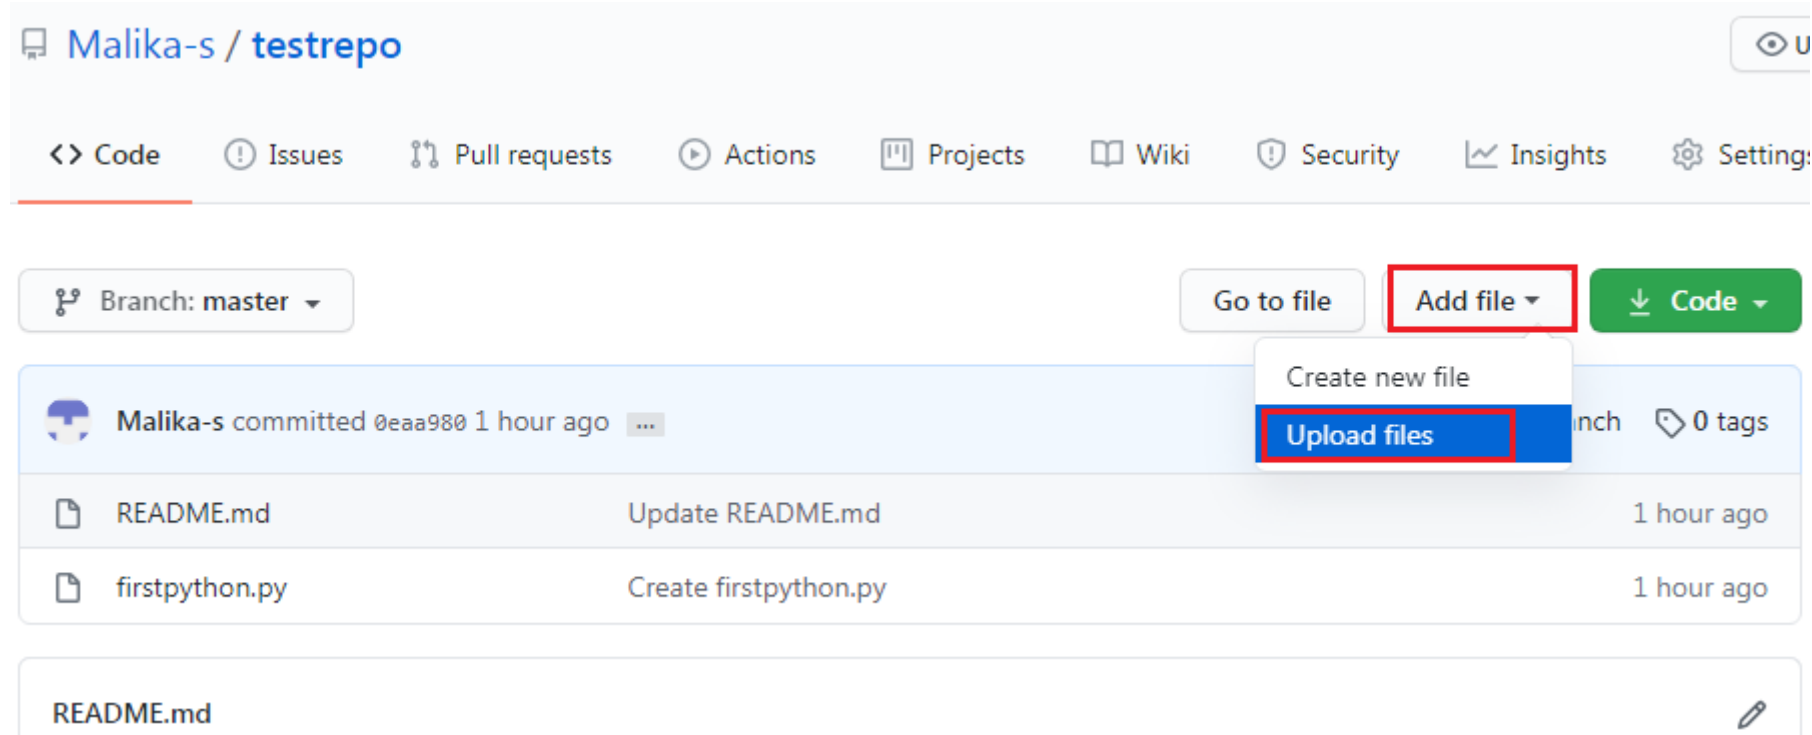 Malika-s / testrepo
Code Issues Pull requests Actions Projects Wiki Security Insights Settings
Branch: master Go to file Add file Code
Create new file
Malika-s committed 0eaa980 1 hour ago ... 0 tags
Upload files
README.md Update README.md 1 hour ago
firstpython.py Create firstpython.py 1 hour ago
README.md